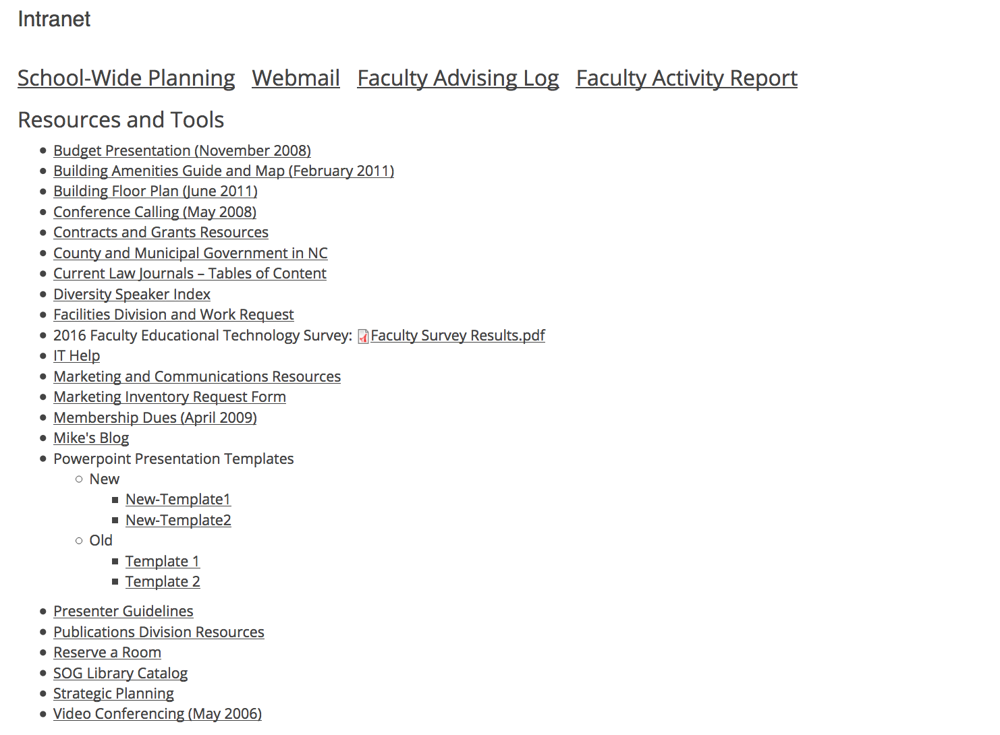 Intranet
School-Wide Planning Webmail Faculty Advising Log Faculty Activity Report
Resources and Tools
Budget Presentation (November 2008)
Building Amenities Guide and Map (February 2011)
Building Floor Plan (June 2011)
Conference Calling (May 2008)
Contracts and Grants Resources
County and Municipal Government in NC
Current Law Journals – Tables of Content
Diversity Speaker Index
Facilities Division and Work Request
2016 Faculty Educational Technology Survey: Faculty Survey Results.pdf
IT Help
Marketing and Communications Resources
Marketing Inventory Request Form
Membership Dues (April 2009)
Mike's Blog
Powerpoint Presentation Templates
New
New-Template1
New-Template2
Old
Template 1
Template 2
Presenter Guidelines
Publications Division Resources
Reserve a Room
SOG Library Catalog
Strategic Planning
Video Conferencing (May 2006)